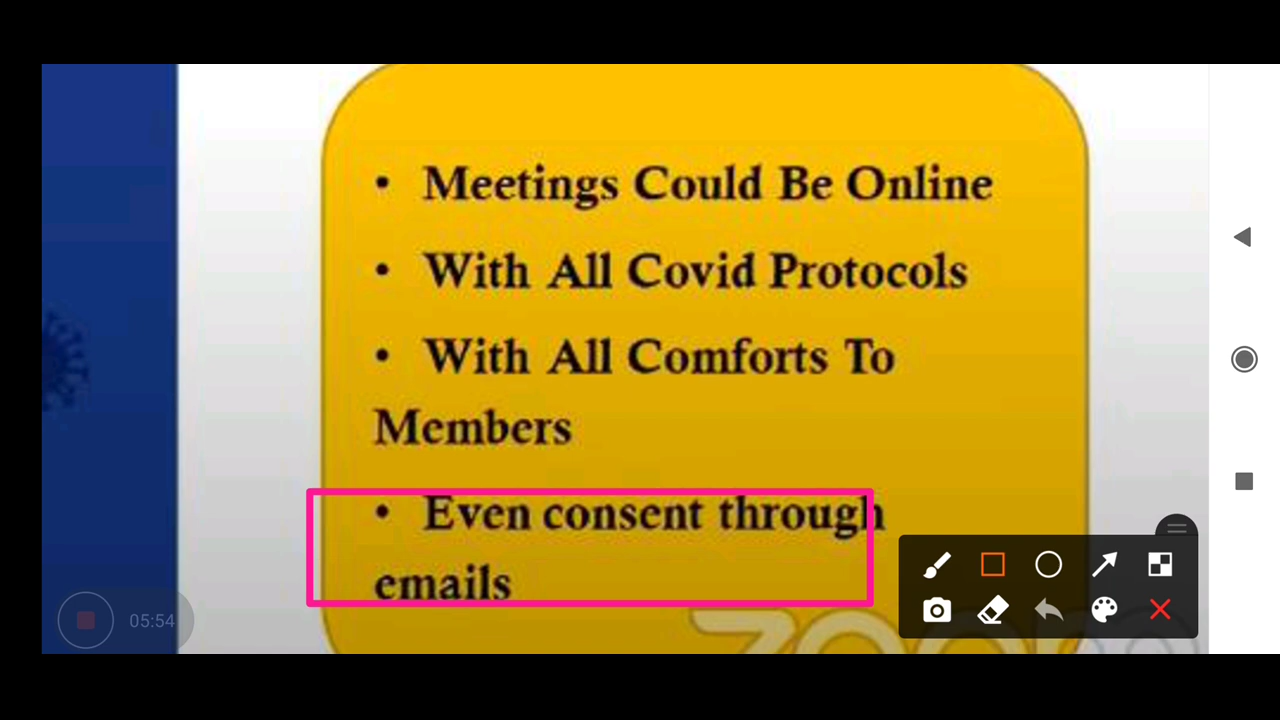 • Meetings Could Be Online
• With All Covid Protocols
• With All Comforts To
Members
• Even consent through
emails
05:54
zoom